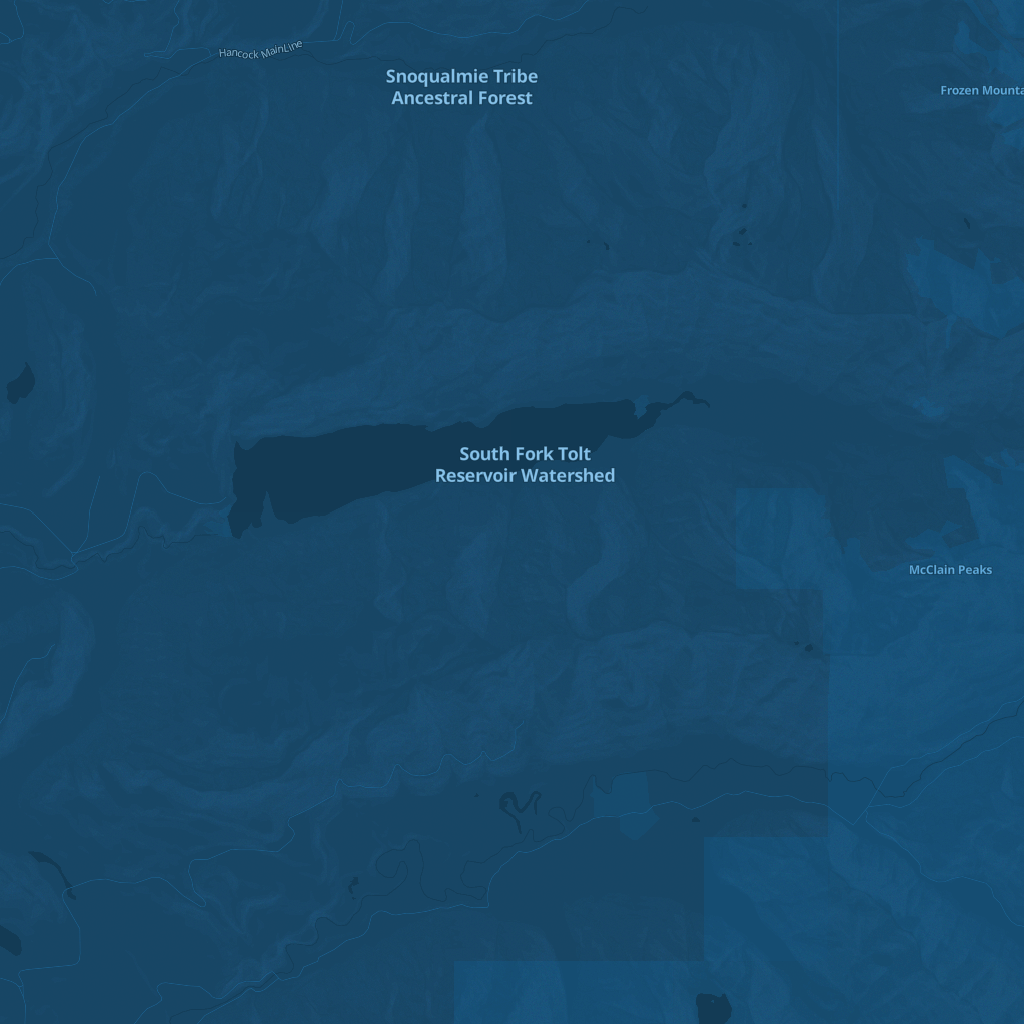 Hancock MainLine
Snoqualmie Tribe
Ancestral Forest
Frozen Mounta
South Fork Tolt
Reservoir Watershed
McClain Peaks